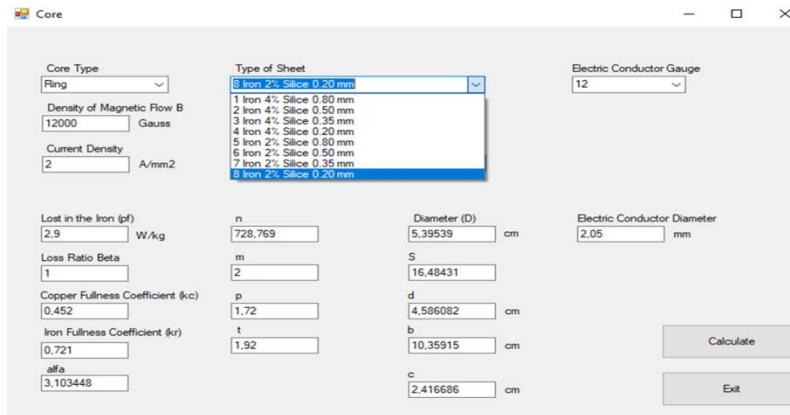 Core
Core Type
Type of Sheet
Electric Conductor Gauge
Ring
8 Iron 2% Silice 0.20 mm
12
1 Iron 4% Silice 0.80 mm
2 Iron 4% Silice 0.50 mm
3 Iron 4% Silice 0.35 mm
4 Iron 4% Silice 0.20 mm
5 Iron 2% Silice 0.80 mm
6 Iron 2% Silice 0.50 mm
7 Iron 2% Silice 0.35 mm
8 Iron 2% Silice 0.20 mm
Density of Magnetic Flow B
12000 Gauss
Current Density
2 A/mm2
Lost in the Iron (pf)
n
Diameter (D)
Electric Conductor Diameter
2,9 W/kg
728,769
5,39539 cm
2,05 mm
Loss Ratio Beta
m
S
1
2
16,48431
Copper Fullness Coefficient (kc)
p
d
0,452
1,72
4,586082 cm
Iron Fullness Coefficient (kr)
t
b
0,721
1,92
10,35915 cm
Calculate
alfa
c
3,103448
2,416686 cm
Exit